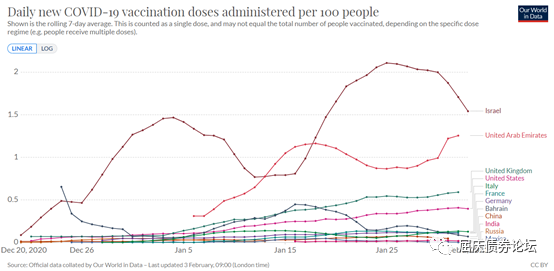 Daily new COVID-19 vaccination doses administered per 100 people
Shown is the rolling 7-day average. This is counted as a single dose, and may not equal the total number of people vaccinated, depending on the specific dose
regime (e.g. people receive multiple doses).
Our World
in Data
LINEAR
LOG
2
1.5
1
0.5
0
Dec 20, 2020
Dec 26
Jan 5
Jan 15
Jan 25
Israel
United Arab Emirates
United Kingdom
United States
Italy
France
Germany
Bahrain
China
India
Russia
Mexico
Source: Official data collated by Our World in Data – Last updated 3 February, 09:00 (London time)
CC BY
屈庆债券论坛